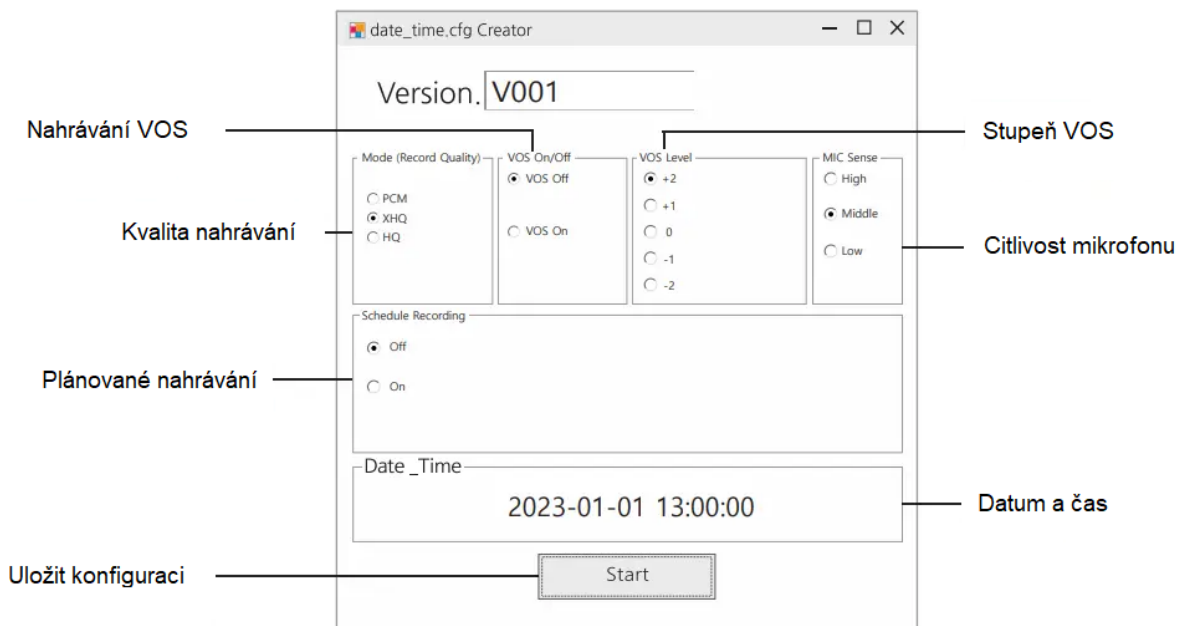 date_time.cfg Creator
Version. V001
Nahrávání VOS
Stupeň VOS
Mode (Record Quality)
PCM
XHQ
HQ
VOS On/Off
VOS Off
VOS On
VOS Level
+2
+1
0
-1
-2
MIC Sense
High
Middle
Low
Kvalita nahrávání
Citlivost mikrofonu
Schedule Recording
Off
On
Plánované nahrávání
Date _Time
2023-01-01 13:00:00
Datum a čas
Uložit konfiguraci
Start